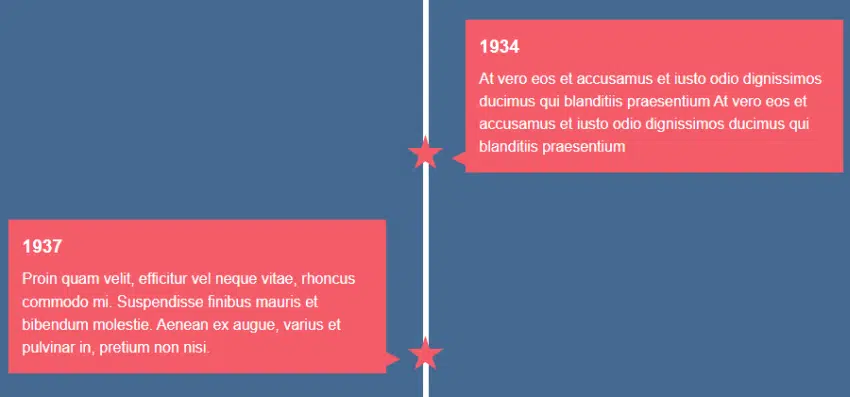 1934
At vero eos et accusamus et iusto odio dignissimos
ducimus qui blanditiis praesentium At vero eos et
accusamus et iusto odio dignissimos ducimus qui
blanditiis praesentium
1937
Proin quam velit, efficitur vel neque vitae, rhoncus
commodo mi. Suspendisse finibus mauris et
bibendum molestie. Aenean ex augue, varius et
pulvinar in, pretium non nisi.